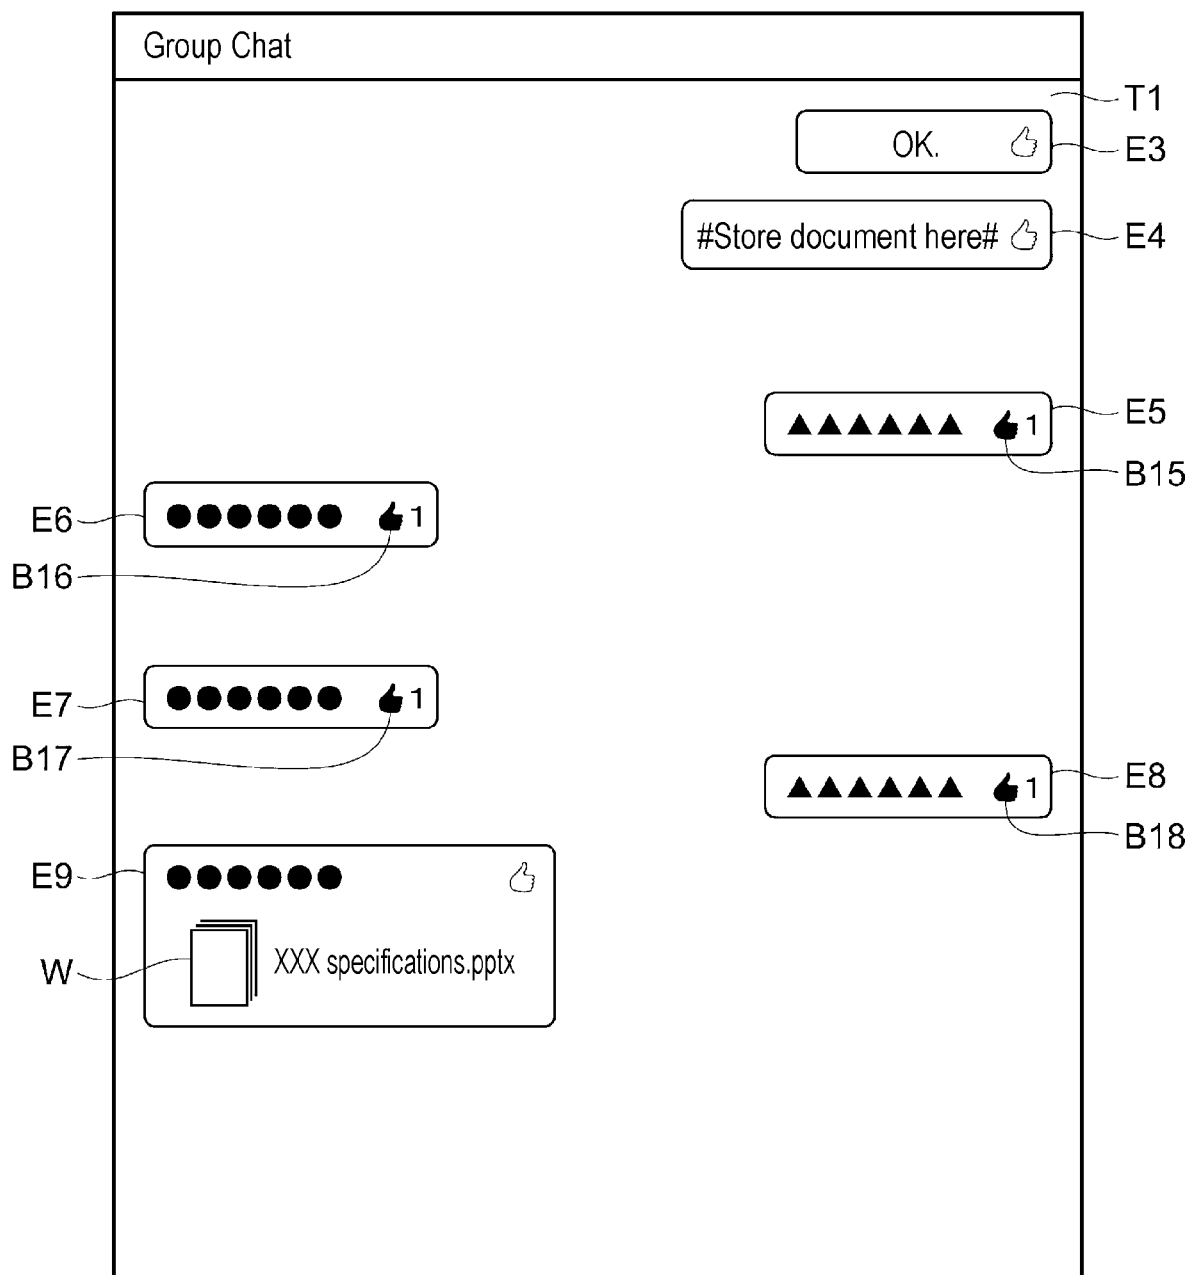 Group Chat
T1
OK.
E3
#Store document here#
E4
▲▲▲▲▲▲ 1
E5
B15
E6
●●●●●● 1
B16
E7
●●●●●● 1
B17
▲▲▲▲▲▲ 1
E8
B18
E9
●●●●●●
W
XXX specifications.pptx